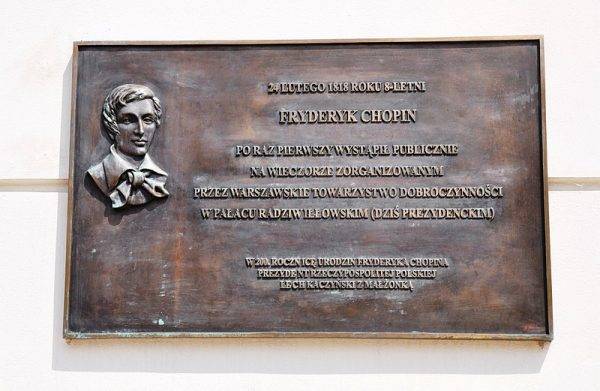 24 LUTEGO 1818 ROKU 8-LETNI
FRYDERYK CHOPIN
PO RAZ PIERWSZY WYSTĄPIŁ PUBLICZNIE
NA WIECZORZE ZORGANIZOWANYM
PRZEZ WARSZAWSKIE TOWARZYSTWO DOBROCZYNNOŚCI
W PAŁACU RADZIWIŁŁOWSKIM (DZIŚ PREZYDENCKIM)
W 200. ROCZNICĘ URODZIN FRYDERYKA CHOPINA
PREZYDENT RZECZYPOSPOLITEJ POLSKIEJ
LECH KACZYŃSKI Z MAŁŻONKĄ